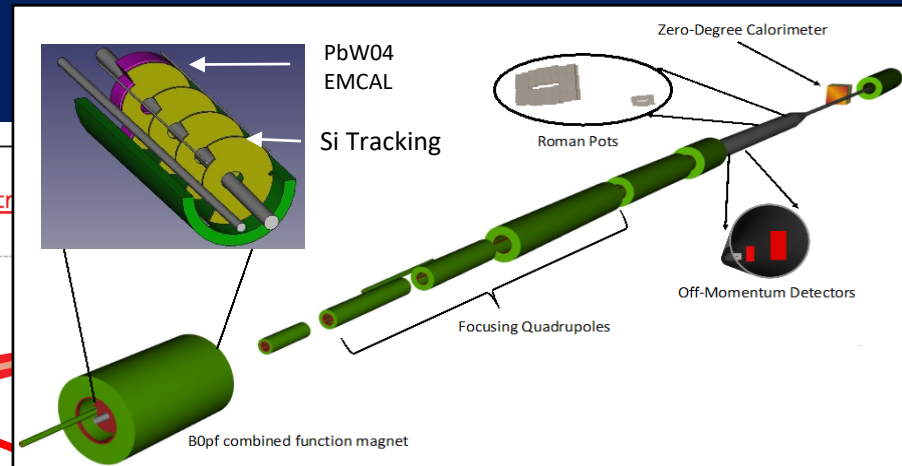 PbW04
EMCAL
Si Tracking
Zero-Degree Calorimeter
Roman Pots
Off-Momentum Detectors
Focusing Quadrupoles
B0pf combined function magnet